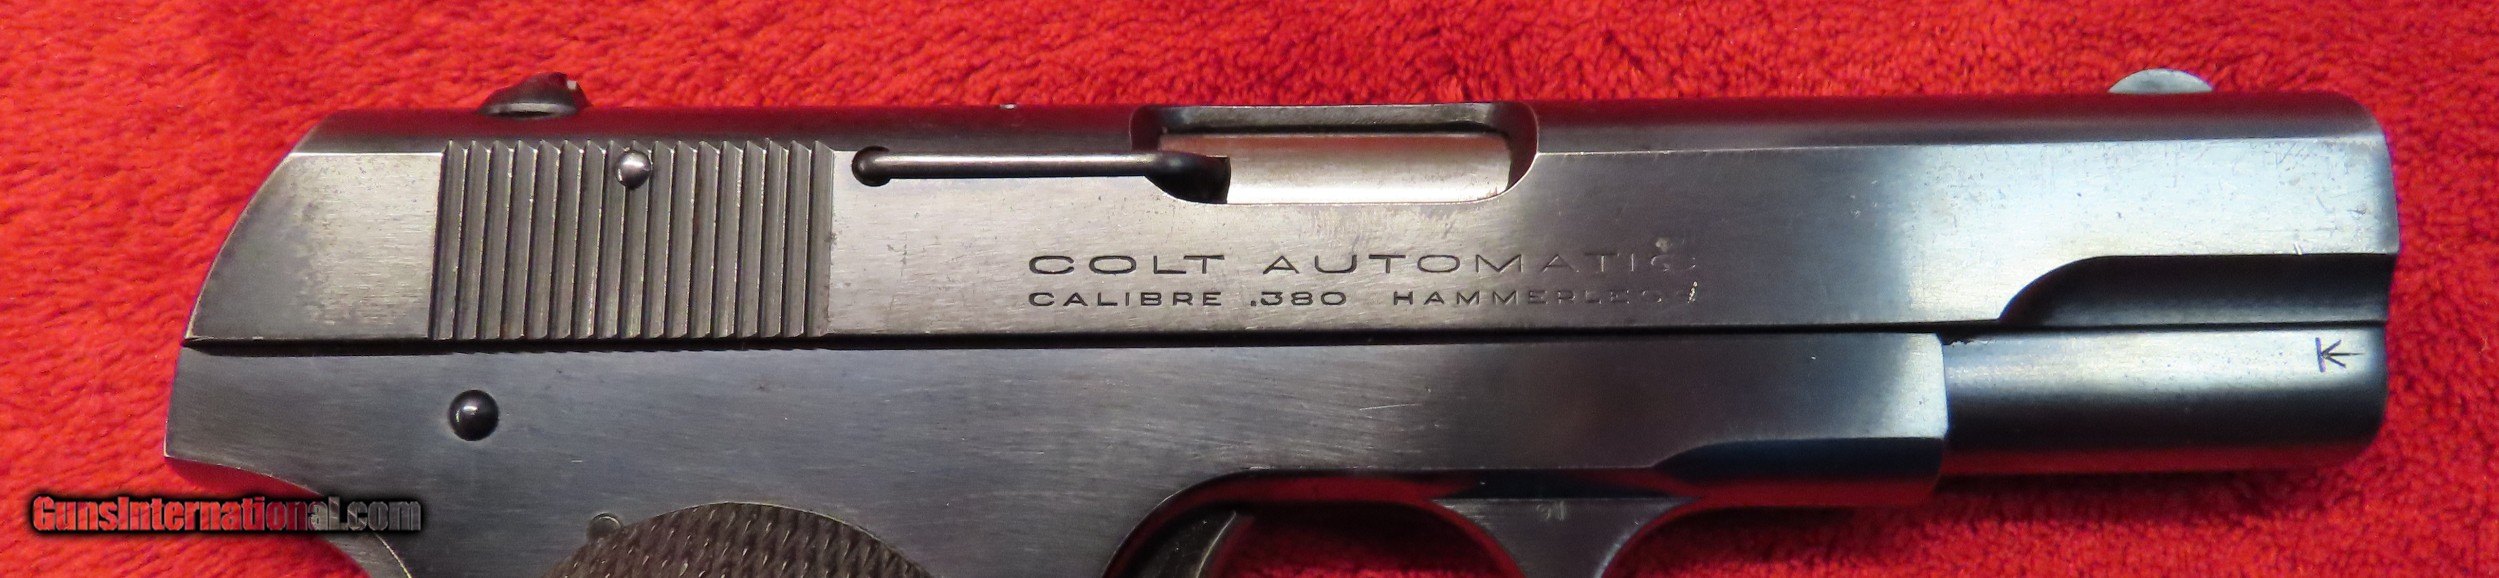 COLT AUTOMATIC
CALIBRE .380 HAMMERLESS
K
GunsInternational.com